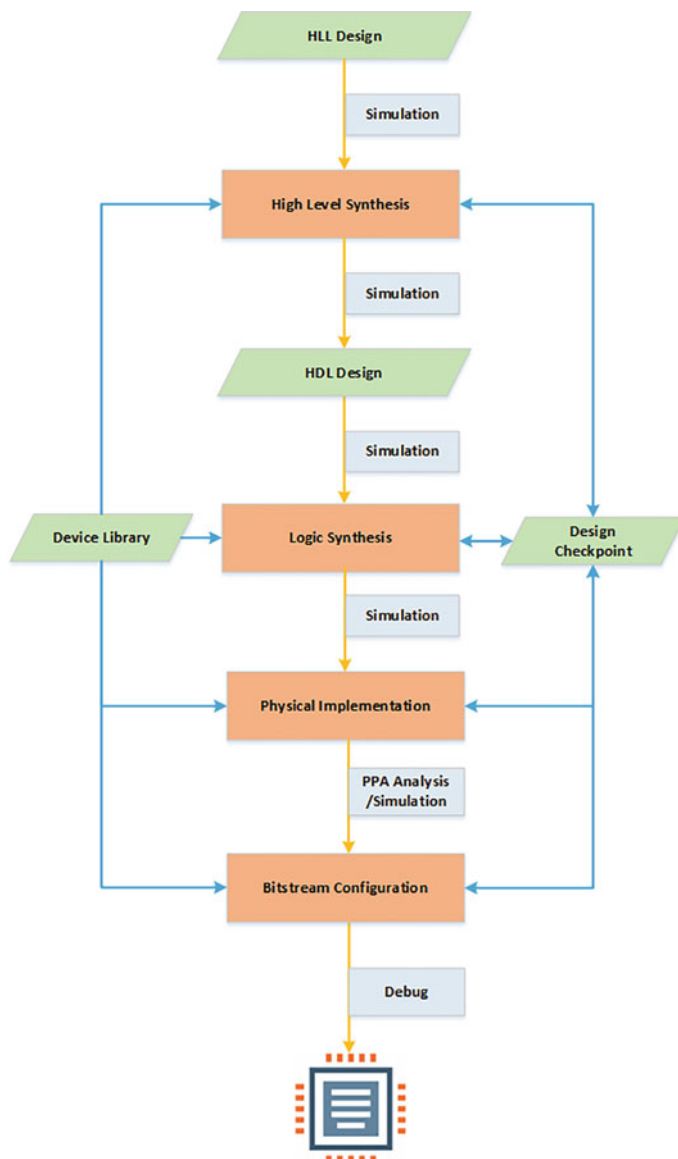 HLL Design
Simulation
High Level Synthesis
Simulation
HDL Design
Simulation
Device Library
Logic Synthesis
Design
Checkpoint
Simulation
Physical Implementation
PPA Analysis
/Simulation
Bitstream Configuration
Debug